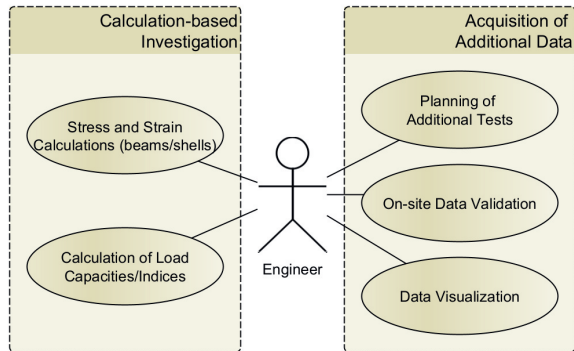 Calculation-based
Investigation
Stress and Strain
Calculations (beams/shells)
Calculation of Load
Capacities/Indices
Engineer
Acquisition of
Additional Data
Planning of
Additional Tests
On-site Data Validation
Data Visualization